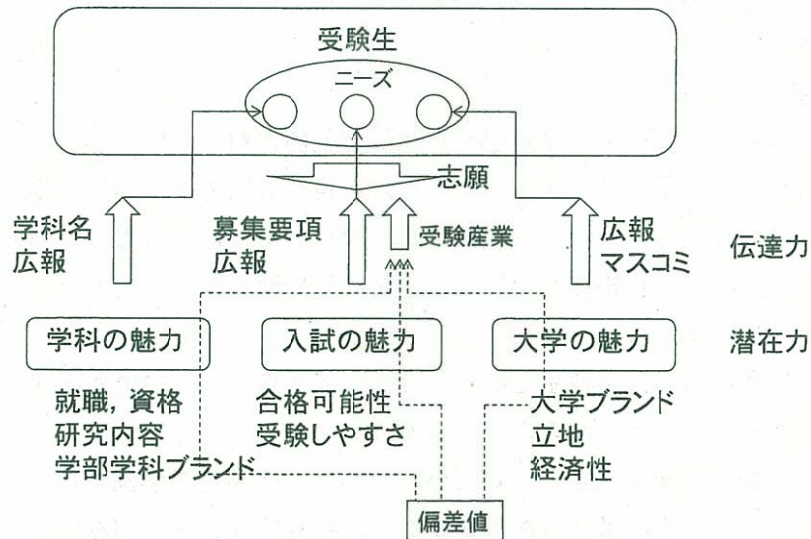 受験生
ニーズ
志願
学科名
広報
募集要項
広報
受験産業
広報
マスコミ
伝達力
学科の魅力
入試の魅力
大学の魅力
潜在力
就職, 資格
研究内容
学部学科ブランド
合格可能性
受験しやすさ
大学ブランド
立地
経済性
偏差値